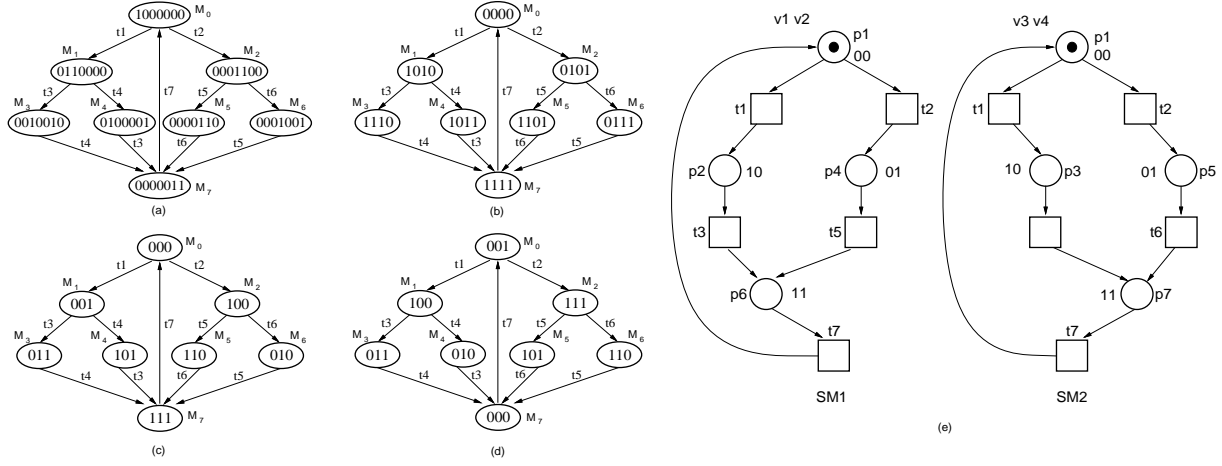 1000000 M0
t1 t2
M1 M2
0110000 0001100
t3 t4 t7 t5 t6
M3 M4 M5 M6
0010010 0100001 0000110 0001001
t4 t3 t6 t5
0000011 M7
(a)
0000 M0
t1 t2
M1 M2
1010 0101
t3 t4 t7 t5 t6
M3 M4 M5 M6
1110 1011 1101 0111
t4 t3 t6 t5
1111 M7
(b)
000 M0
t1 t2
M1 M2
001 100
t3 t4 t7 t5 t6
M3 M4 M5 M6
011 101 110 010
t4 t3 t6 t5
111 M7
(c)
001 M0
t1 t2
M1 M2
100 111
t3 t4 t7 t5 t6
M3 M4 M5 M6
011 010 101 110
t4 t3 t6 t5
000 M7
(d)
v1 v2
p1
00
t1 t2
p2 10 p4 01
t3 t5
p6 11
t7
SM1
v3 v4
p1
00
t1 t2
10 p3 01 p5
t6
11 p7
t7
SM2
(e)